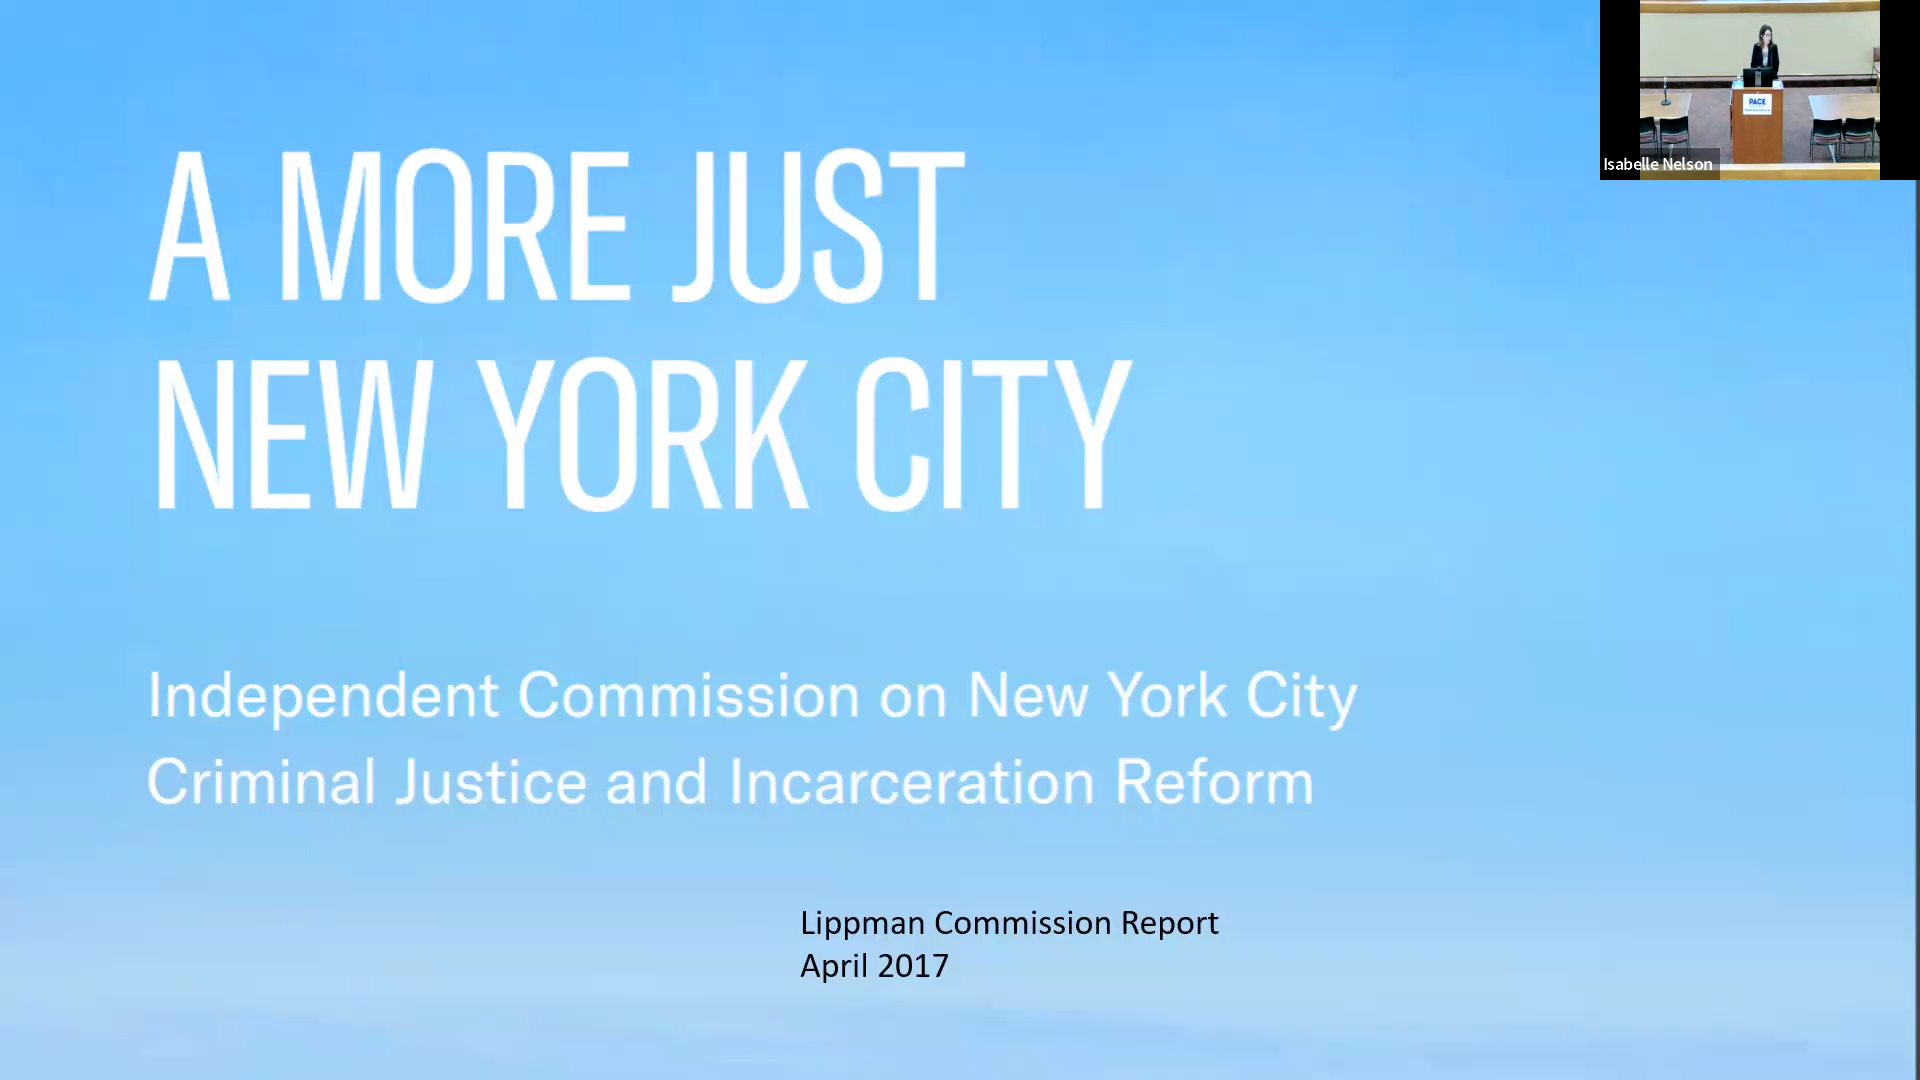 A MORE JUST
NEW YORK CITY
Independent Commission on New York City
Criminal Justice and Incarceration Reform
Lippman Commission Report
April 2017
PACE
Isabelle Nelson